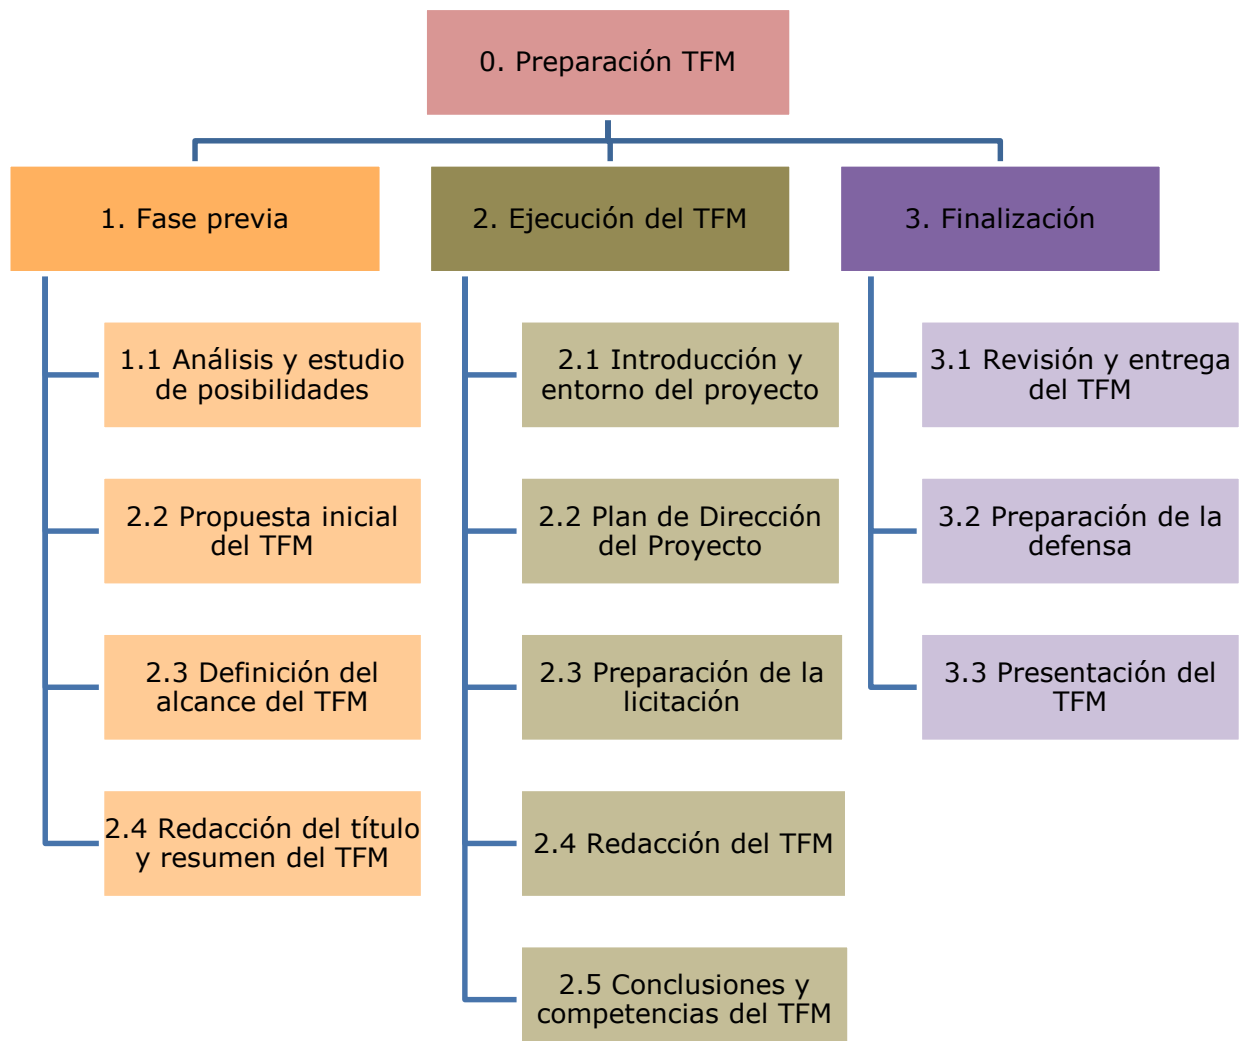 0. Preparación TFM
1. Fase previa
2. Ejecución del TFM
3. Finalización
1.1 Análisis y estudio
de posibilidades
2.2 Propuesta inicial
del TFM
2.3 Definición del
alcance del TFM
2.4 Redacción del título
y resumen del TFM
2.1 Introducción y
entorno del proyecto
2.2 Plan de Dirección
del Proyecto
2.3 Preparación de la
licitación
2.4 Redacción del TFM
2.5 Conclusiones y
competencias del TFM
3.1 Revisión y entrega
del TFM
3.2 Preparación de la
defensa
3.3 Presentación del
TFM